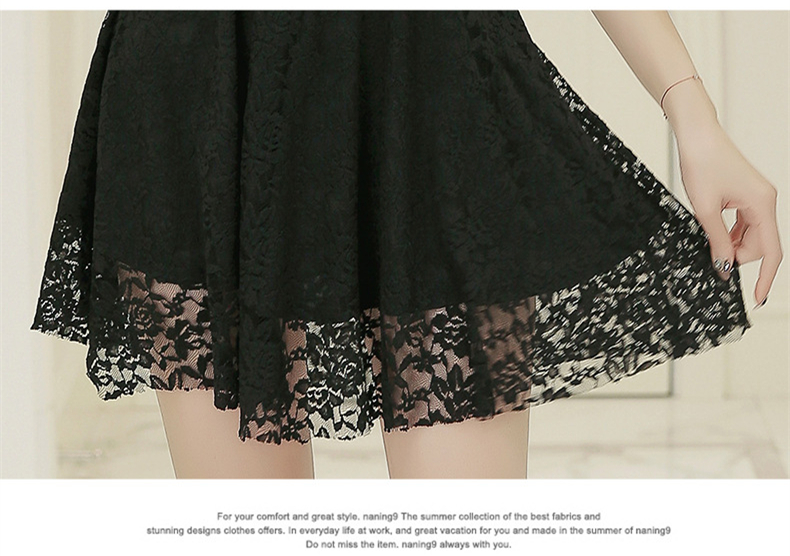 For your comfort and great style. naning9 The summer collection of the best fabrics and
stunning designs clothes offers. In everyday life at work, and great vacation for you and made in the summer of naning9
Do not miss the item. naning9 always with you.